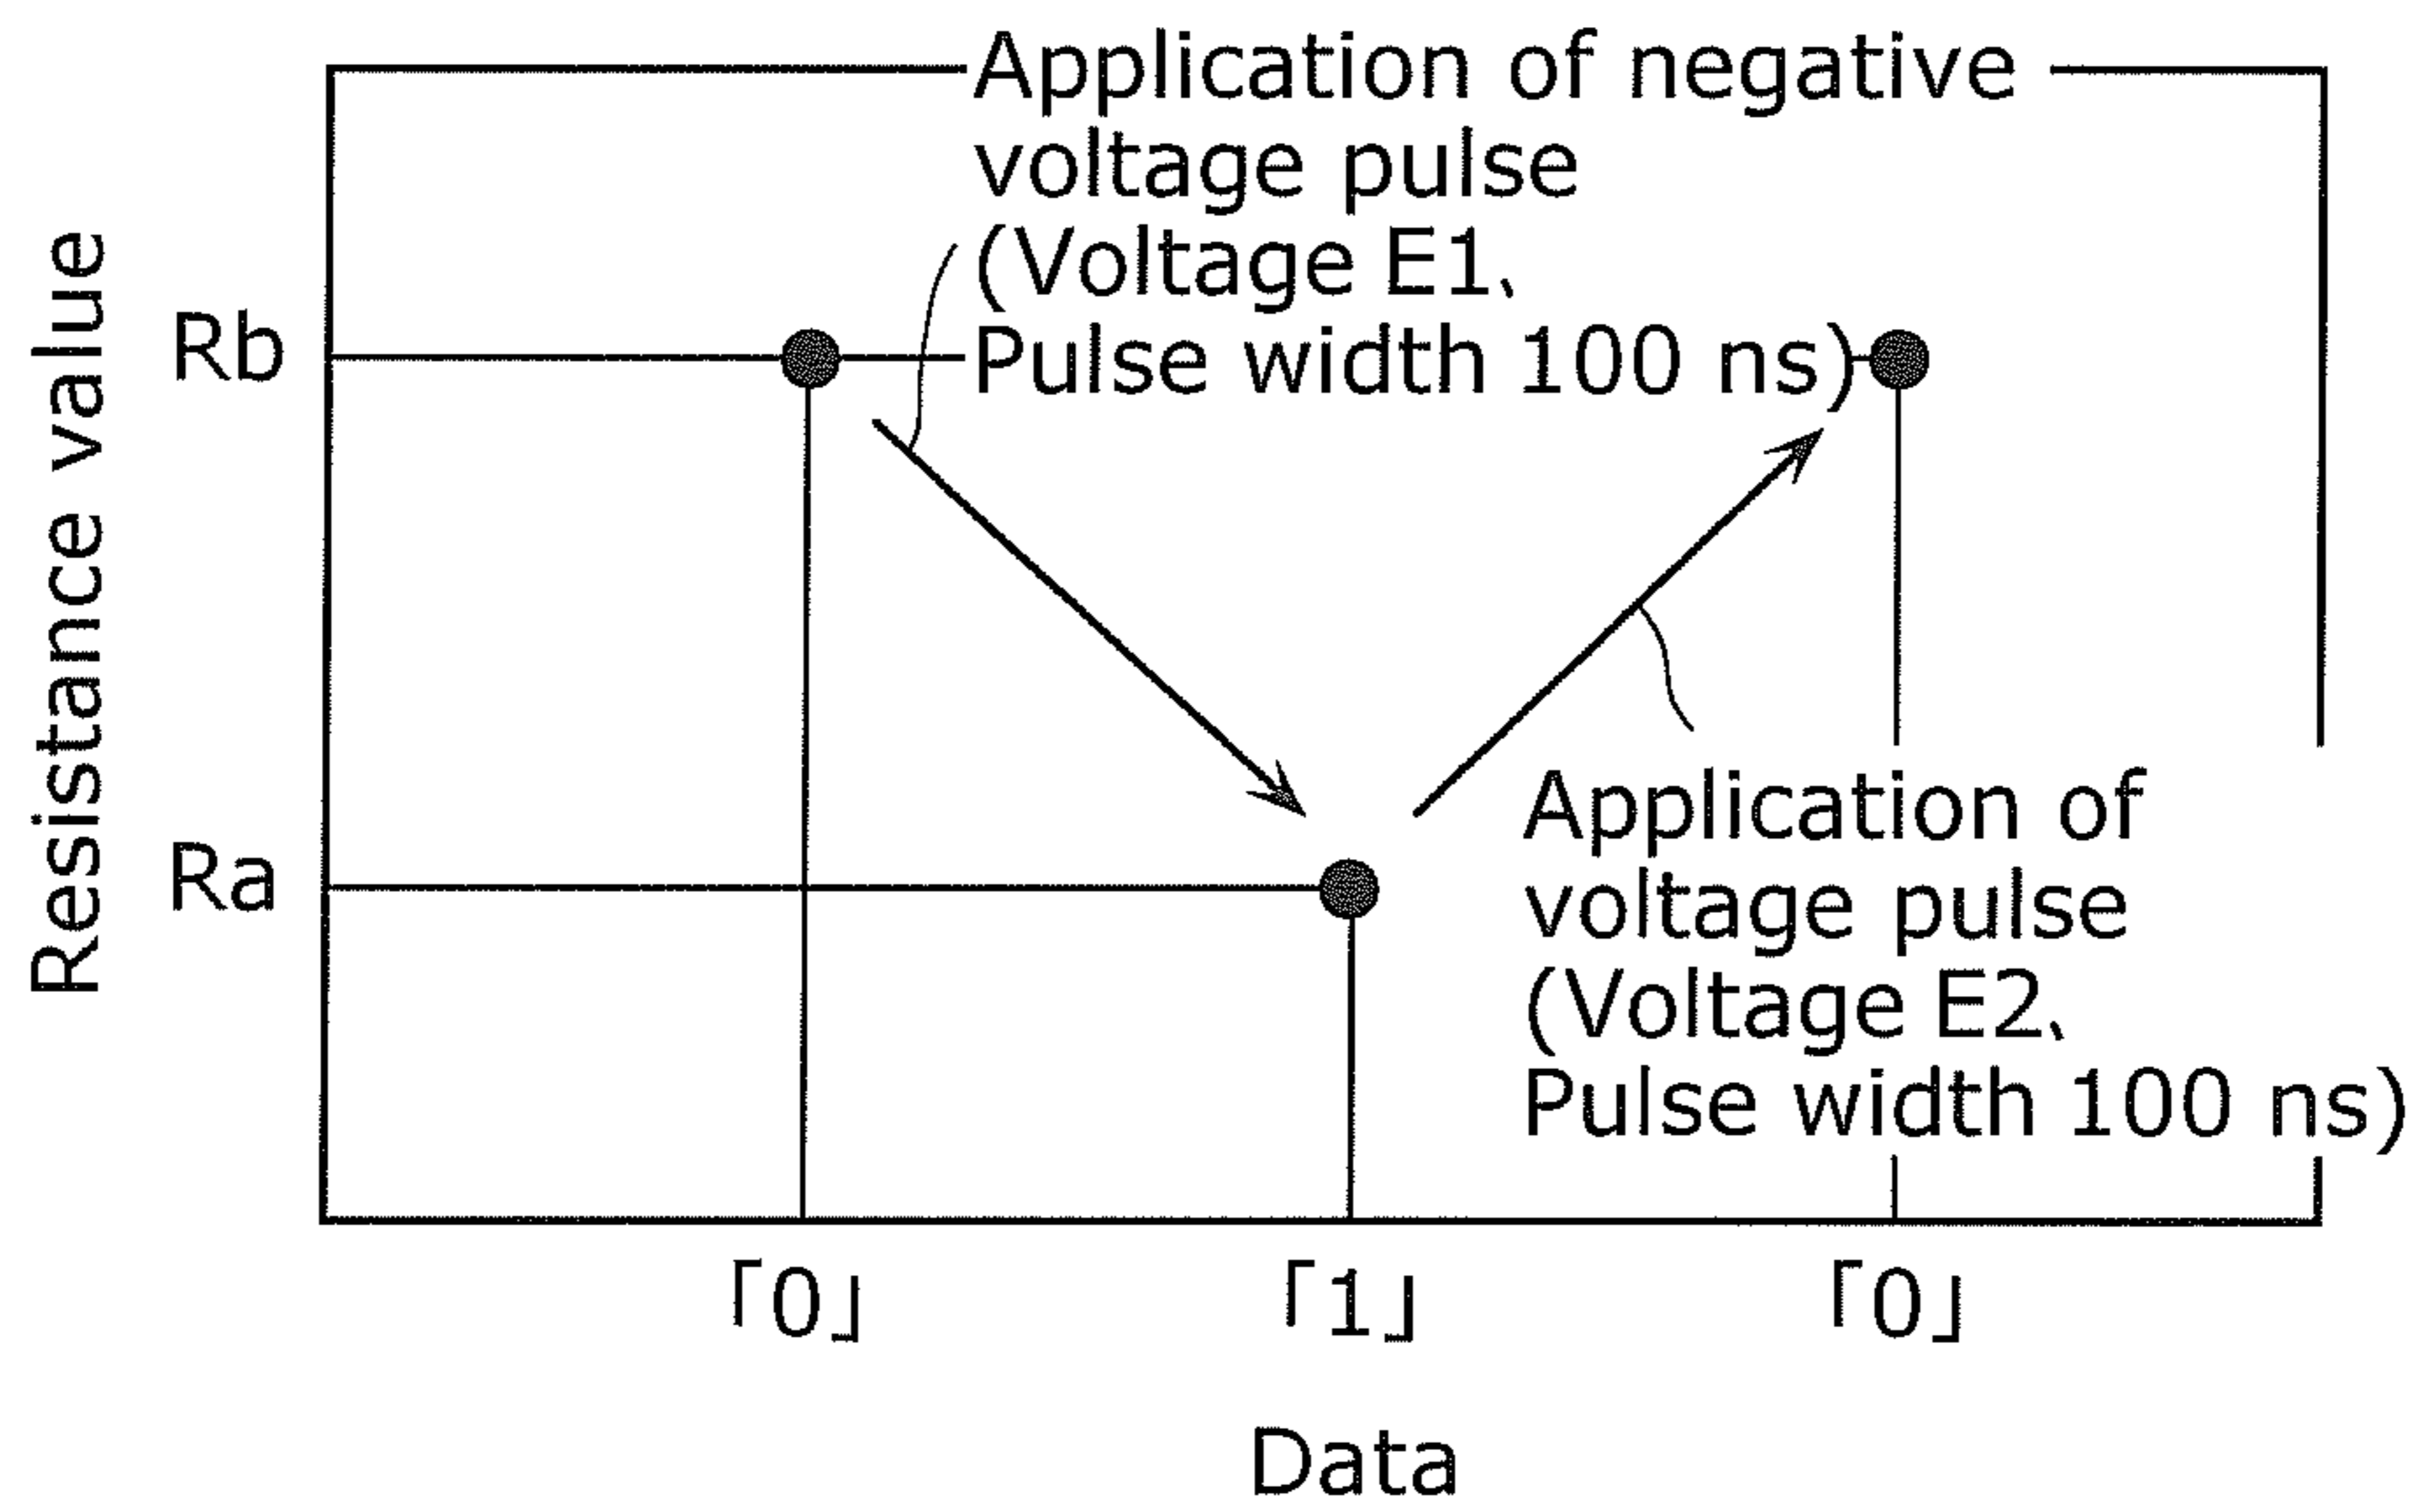 Application of negative
voltage pulse
(Voltage E1、
Pulse width 100 ns)
Resistance value
Rb
Ra
Application of
voltage pulse
(Voltage E2、
Pulse width 100 ns)
「0」
「1」
「0」
Data